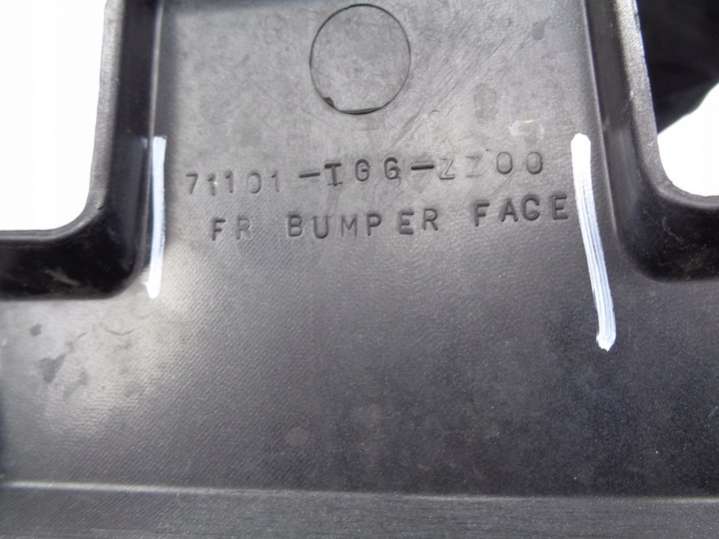 71101-TGG-ZZ00
FR BUMPER FACE